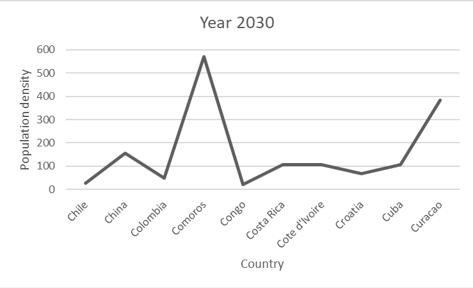 Year 2030
Population density
600
500
400
300
200
100
0
Chile
China
Colombia
Comoros
Congo
Costa Rica
Cote d'Ivoire
Croatia
Cuba
Curacao
Country